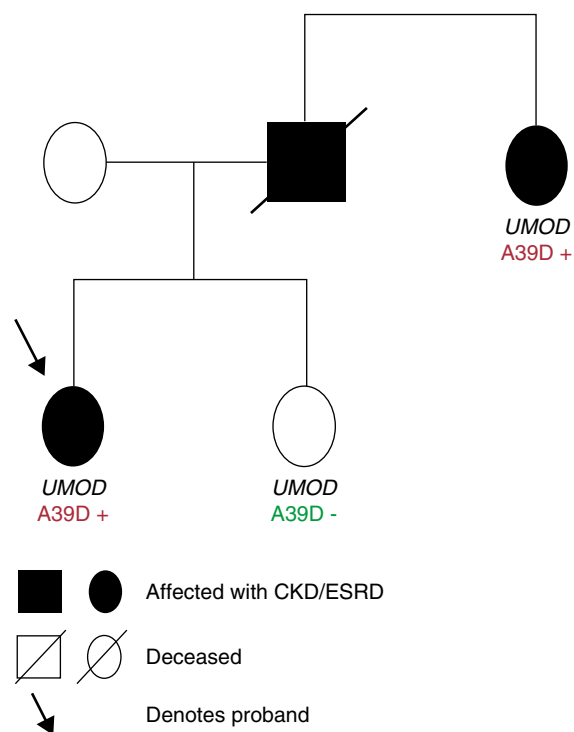 UMOD
A39D +
UMOD
A39D +
UMOD
A39D -
Affected with CKD/ESRD
Deceased
Denotes proband